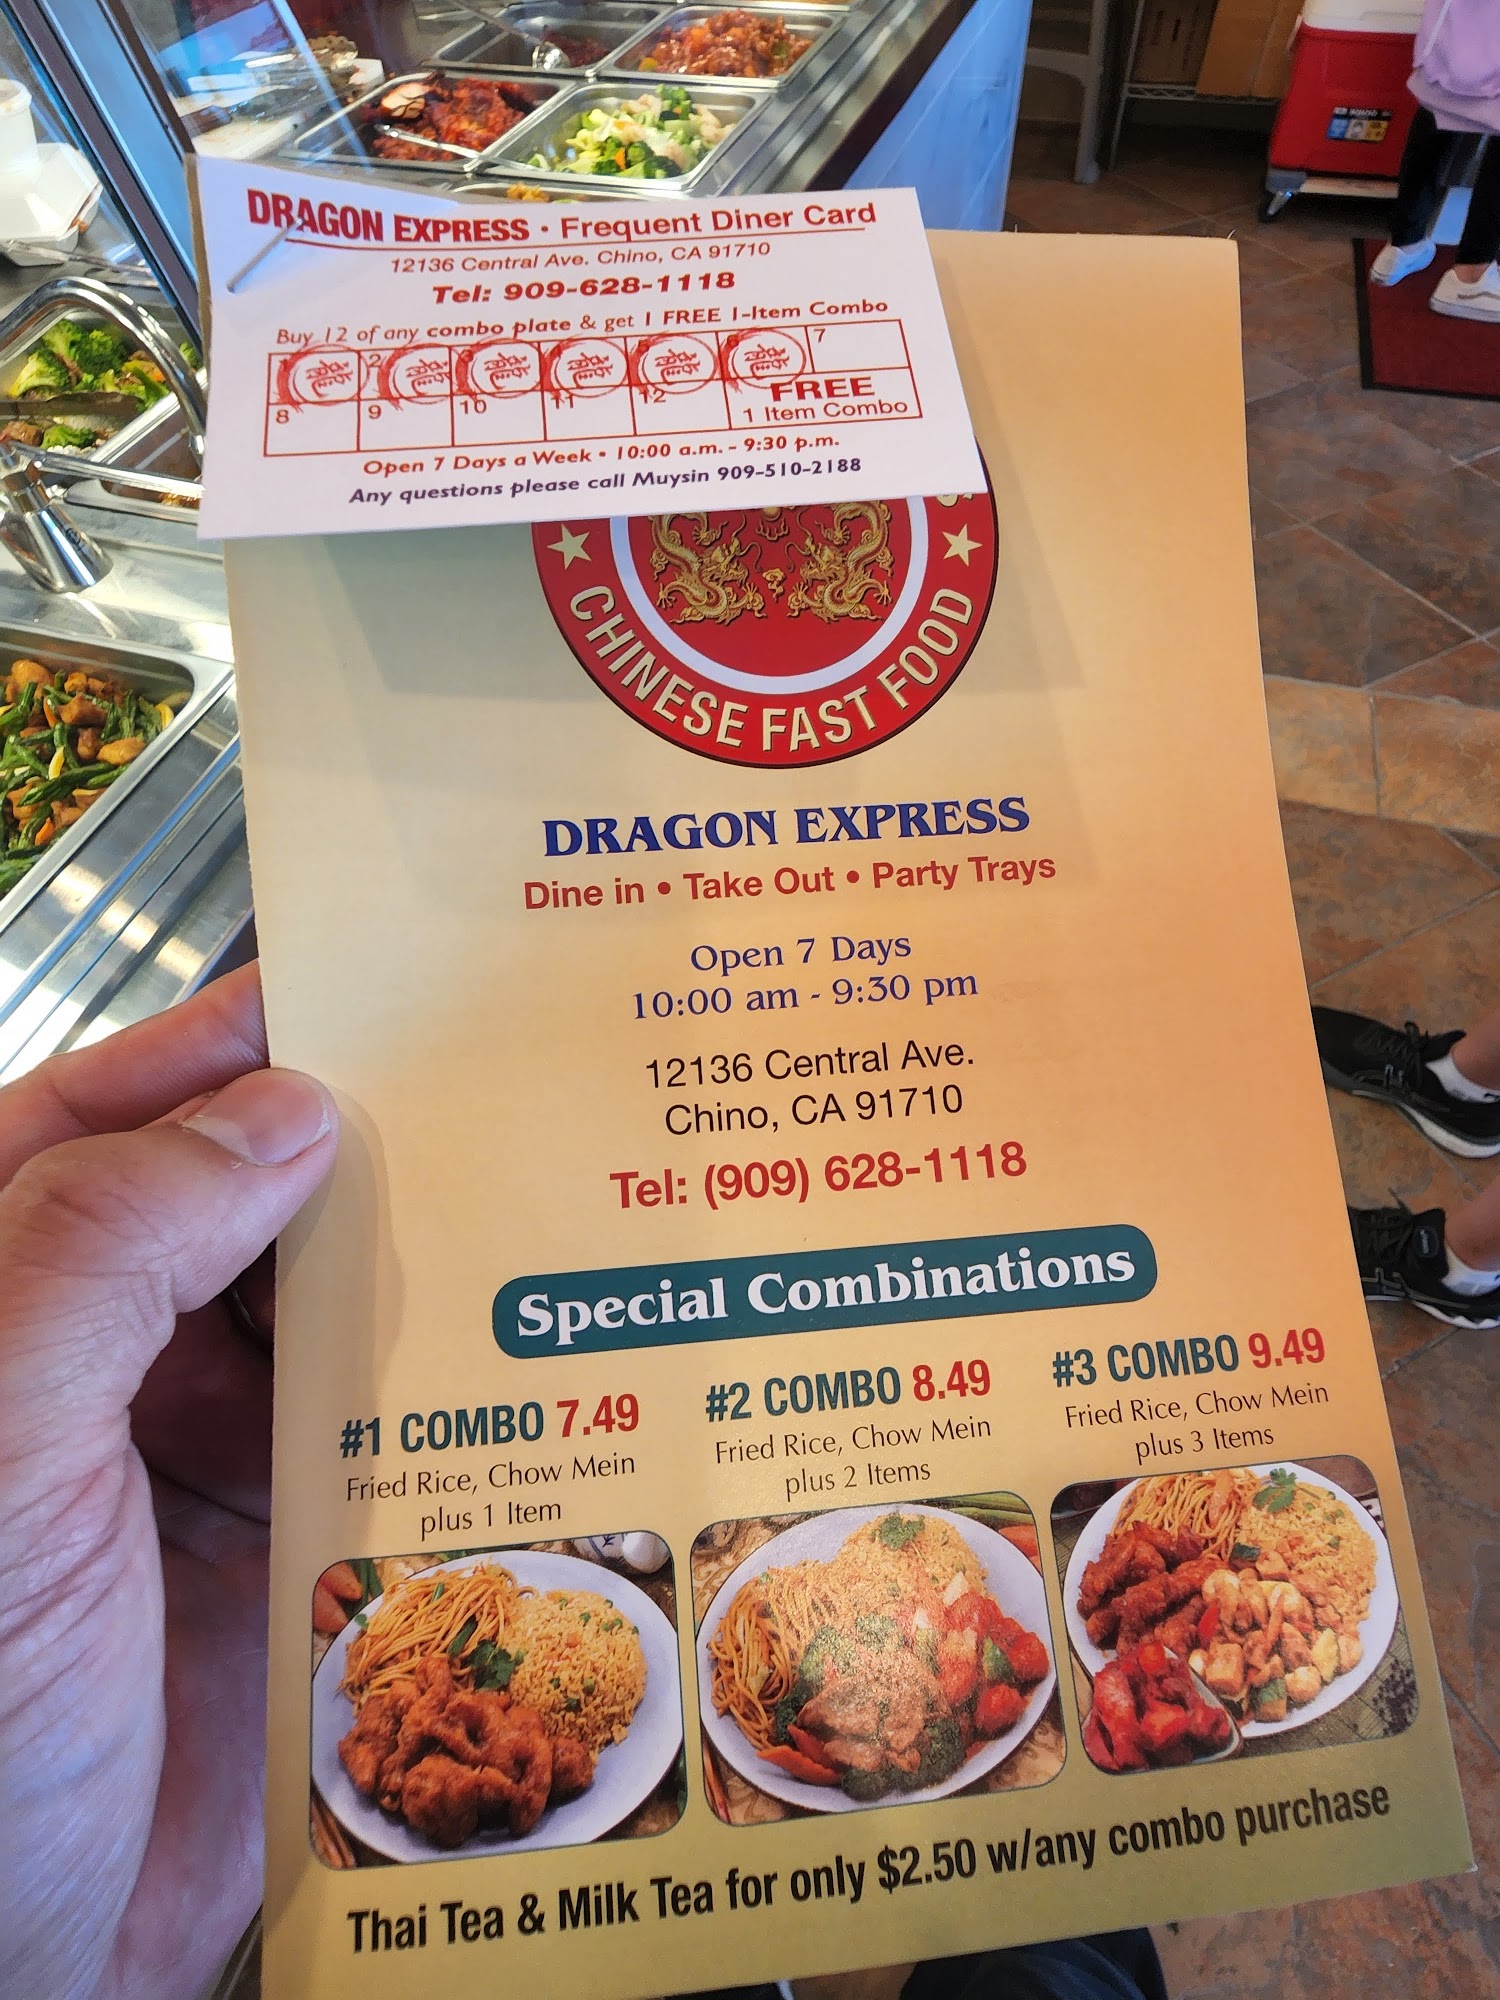 DRAGON EXPRESS • Frequent Diner Card
12136 Central Ave. Chino, CA 91710
Tel: 909-628-1118
Buy 12 of any combo plate & get 1 FREE 1-Item Combo
2 7
8 9 10 11 12 FREE
1 Item Combo
Open 7 Days a Week • 10:00 a.m. - 9:30 p.m.
Any questions please call Muysin 909-510-2188
CHINESE FAST FOOD
DRAGON EXPRESS
Dine in • Take Out • Party Trays
Open 7 Days
10:00 am - 9:30 pm
12136 Central Ave.
Chino, CA 91710
Tel: (909) 628-1118
Special Combinations
#1 COMBO 7.49
Fried Rice, Chow Mein
plus 1 Item
#2 COMBO 8.49
Fried Rice, Chow Mein
plus 2 Items
#3 COMBO 9.49
Fried Rice, Chow Mein
plus 3 Items
Thai Tea & Milk Tea for only $2.50 w/any combo purchase